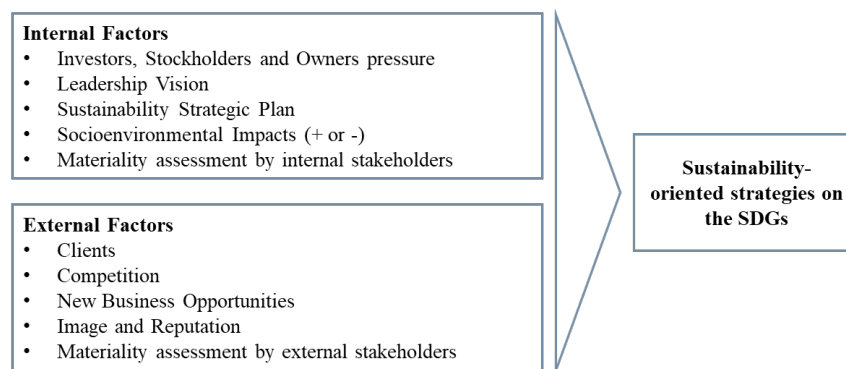 Internal Factors
• Investors, Stockholders and Owners pressure
• Leadership Vision
• Sustainability Strategic Plan
• Socioenvironmental Impacts (+ or -)
• Materiality assessment by internal stakeholders
External Factors
• Clients
• Competition
• New Business Opportunities
• Image and Reputation
• Materiality assessment by external stakeholders
Sustainability-
oriented strategies on
the SDGs